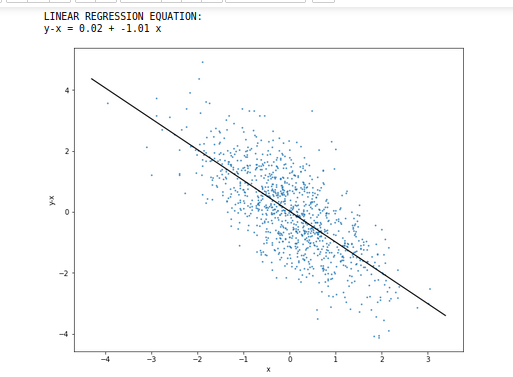 LINEAR REGRESSION EQUATION:
y-x = 0.02 + -1.01 x
4
2
0
−2
−4
y-x
−4 −3 −2 −1 0 1 2 3
x